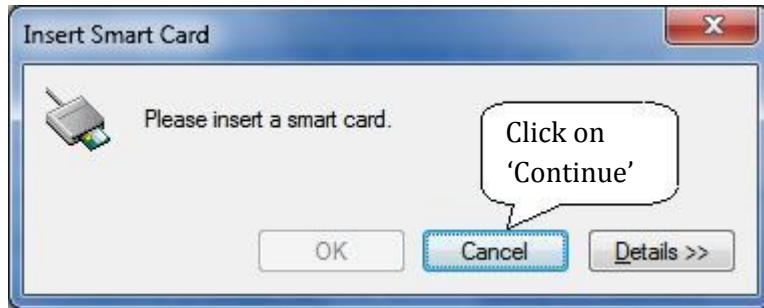 Insert Smart Card
Please insert a smart card.
Click on
‘Continue’
OK
Cancel
Details >>